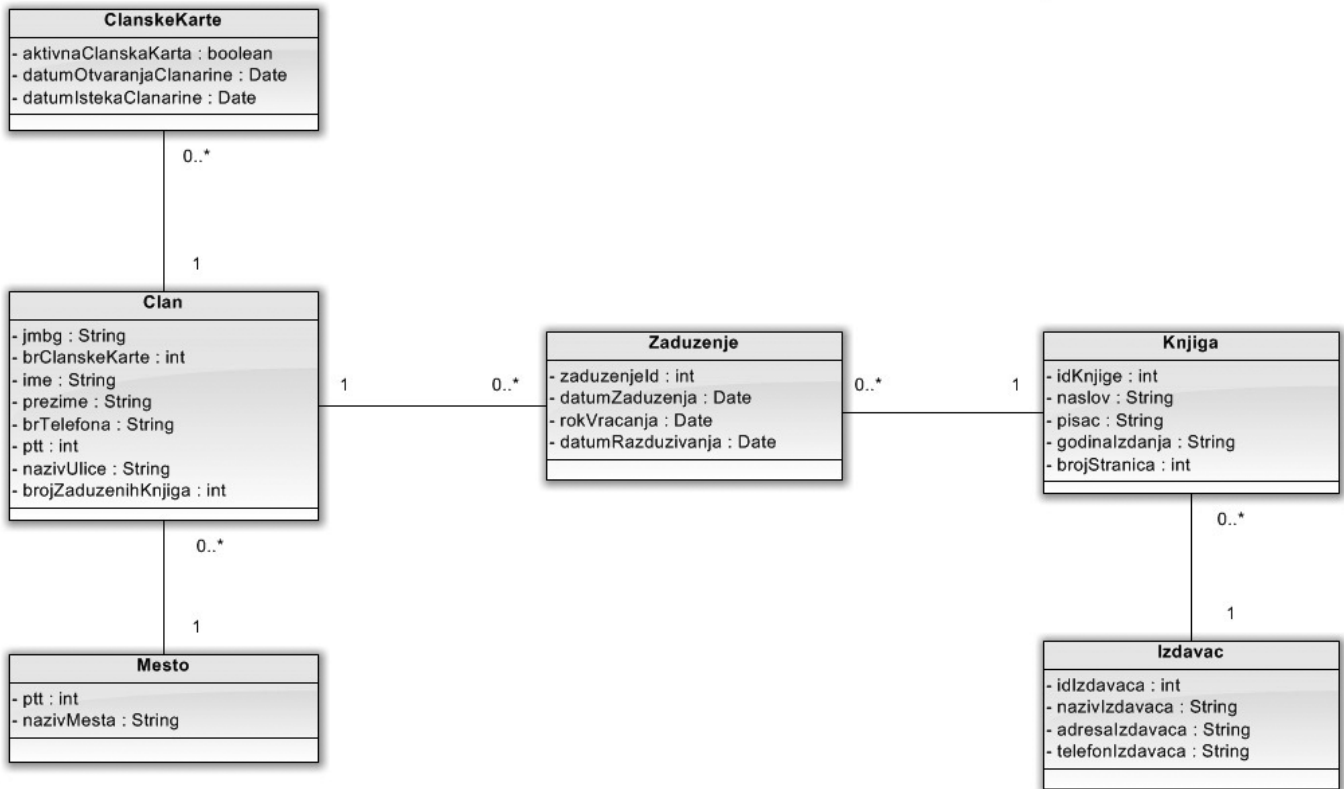 ClanskeKarte
- aktivnaClanskaKarta : boolean
- datumOtvaranjaClanarine : Date
- datumIstekaClanarine : Date
0..*
1
Clan
- jmbg : String
- brClanskeKarte : int
- ime : String
- prezime : String
- brTelefona : String
- ptt : int
- nazivUlice : String
- brojZaduzenihKnjiga : int
1
0..*
Zaduzenje
- zaduzenjeId : int
- datumZaduzenja : Date
- rokVracanja : Date
- datumRazduzivanja : Date
0..*
1
Knjiga
- idKnjige : int
- naslov : String
- pisac : String
- godinaIzdanja : String
- brojStranica : int
0..*
1
Mesto
- ptt : int
- nazivMesta : String
0..*
1
Izdavac
- idIzdavaca : int
- nazivIzdavaca : String
- adresaIzdavaca : String
- telefonIzdavaca : String